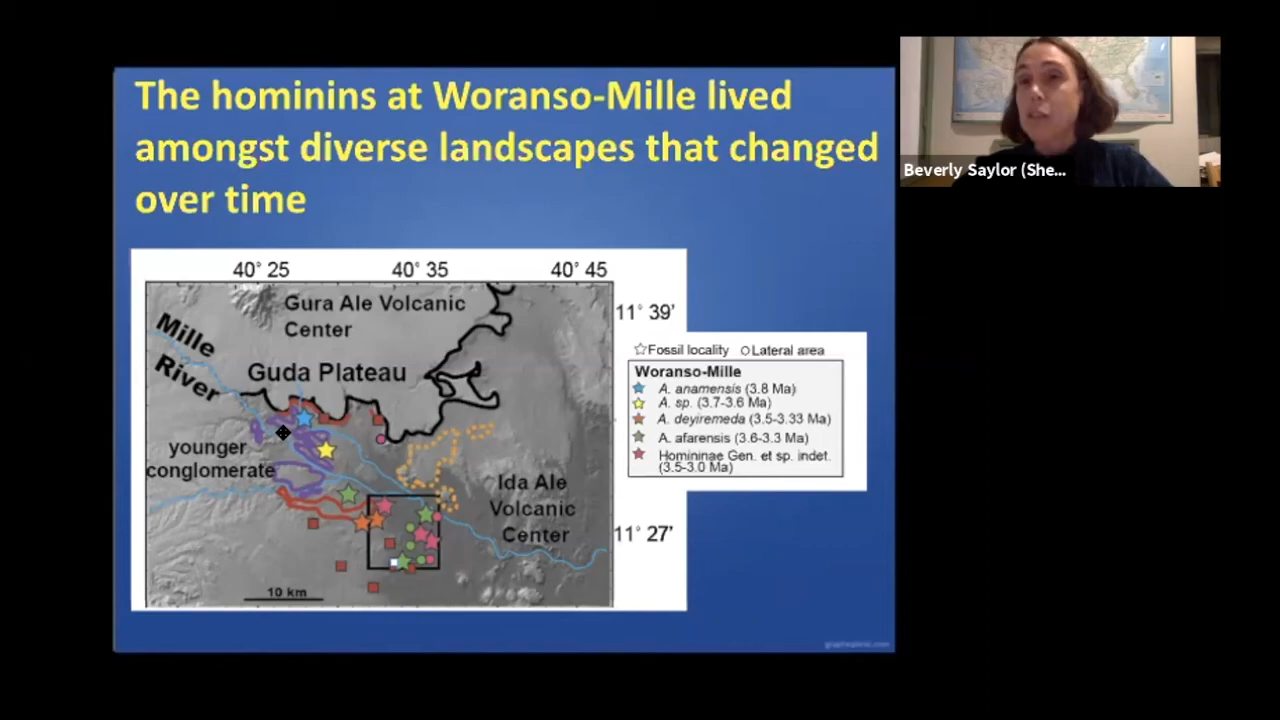 The hominins at Woranso-Mille lived
amongst diverse landscapes that changed
over time
Beverly Saylor (She...
40° 25
40° 35
40° 45
Gura Ale Volcanic
Center
11° 39'
Mille
River
Guda Plateau
younger
conglomerate
Ida Ale
Volcanic
Center
11° 27'
10 km
Fossil locality
Lateral area
Woranso-Mille
A. anamensis (3.8 Ma)
A. sp. (3.7-3.6 Ma)
A. deyiremeda (3.5-3.33 Ma)
A. afarensis (3.6-3.3 Ma)
Homininae Gen. et sp. indet.
(3.5-3.0 Ma)